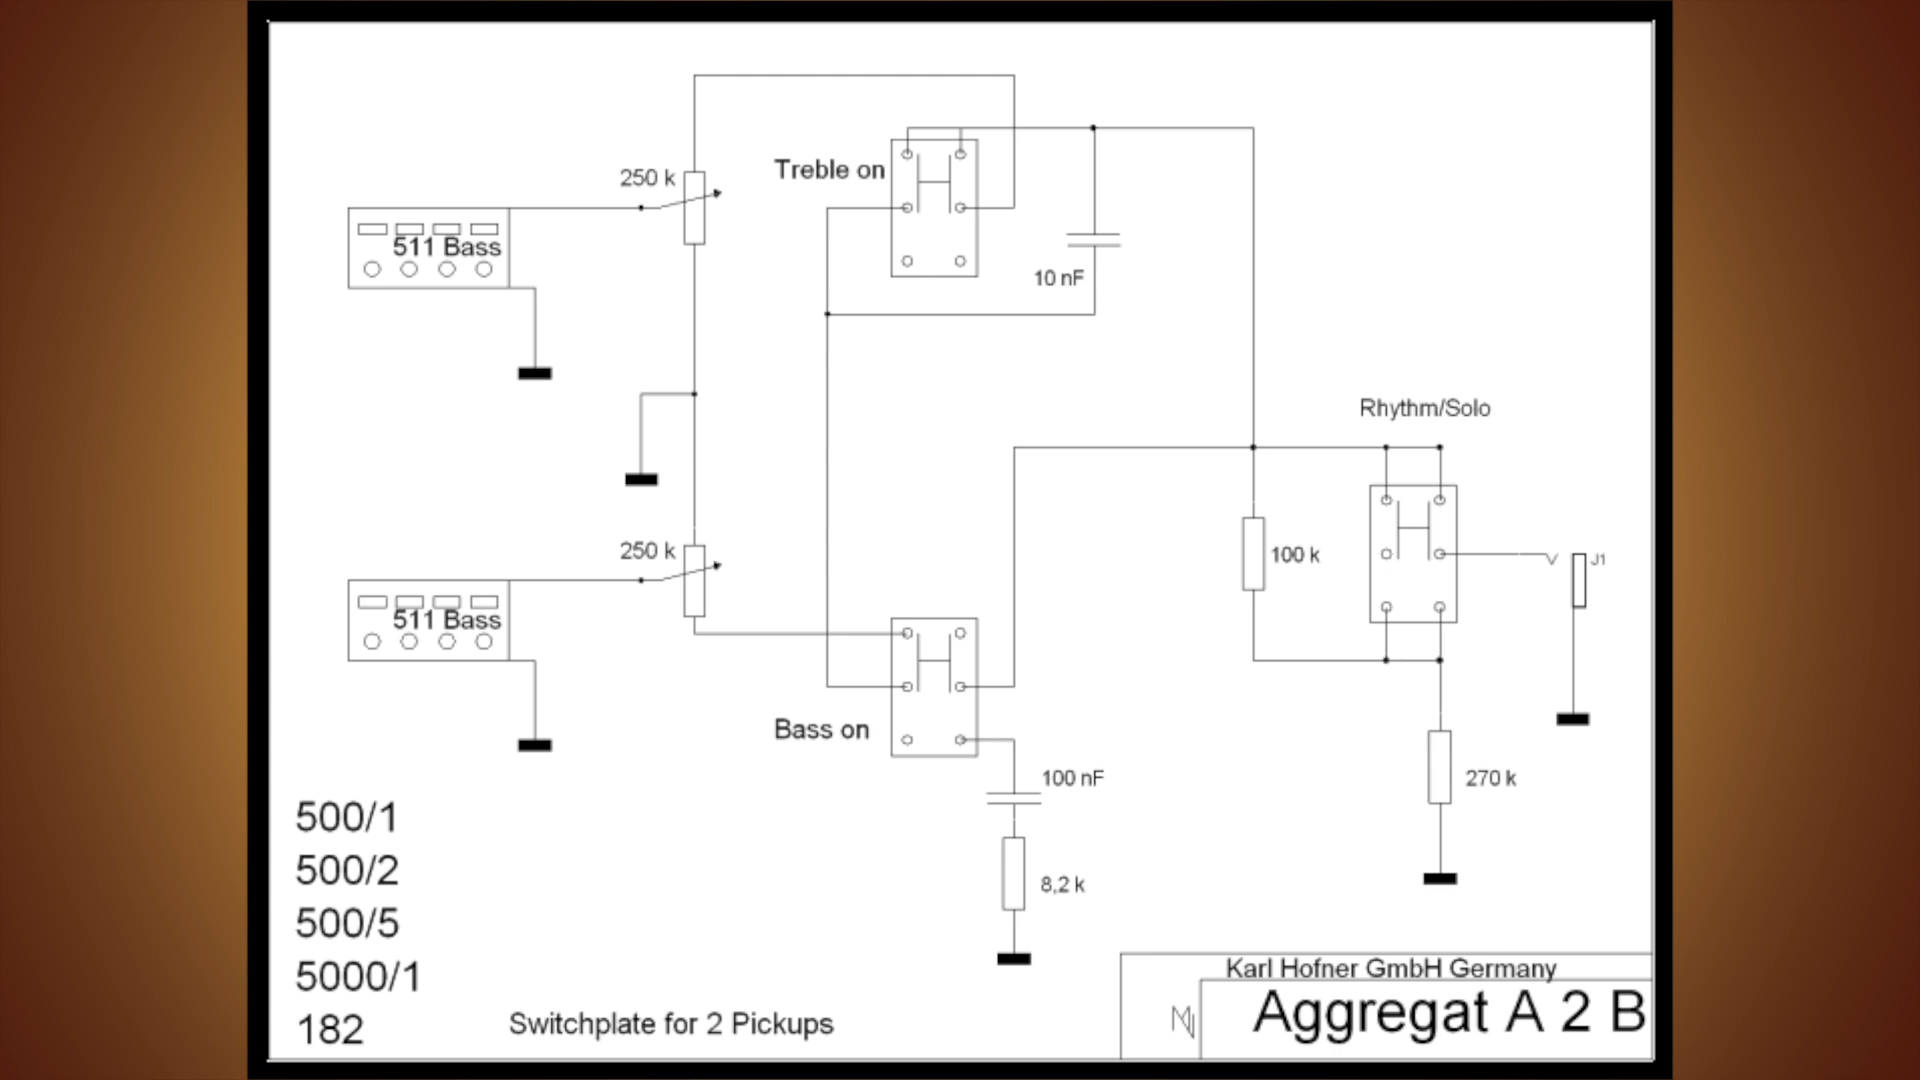 250 k
Treble on
511 Bass
10 nF
Rhythm/Solo
250 k
100 k
J1
511 Bass
Bass on
100 nF
270 k
8,2 k
500/1
500/2
500/5
5000/1
182
Switchplate for 2 Pickups
Karl Hofner GmbH Germany
Aggregat A 2 B